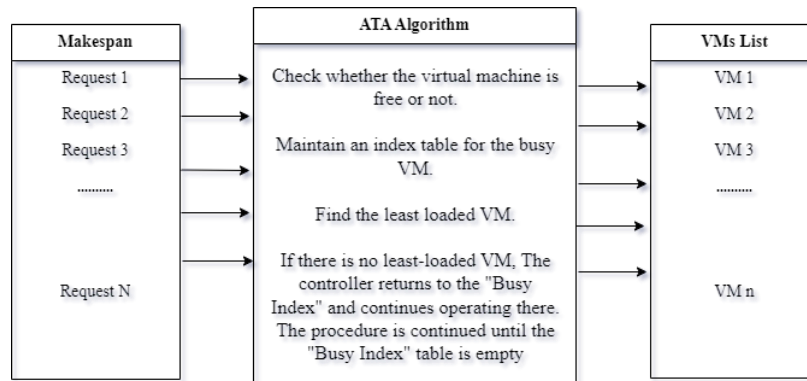 Makespan
Request 1
Request 2
Request 3
..........
Request N
ATA Algorithm
Check whether the virtual machine is
free or not.
Maintain an index table for the busy
VM.
Find the least loaded VM.
If there is no least-loaded VM, The
controller returns to the "Busy
Index" and continues operating there.
The procedure is continued until the
"Busy Index" table is empty
VMs List
VM 1
VM 2
VM 3
..........
VM n